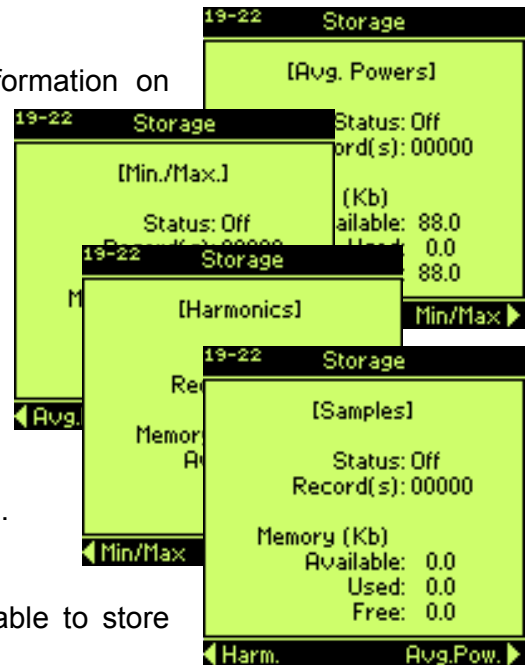 formation on
able to store
19-22 Storage
[Avg. Powers]
Status: Off
ord(s): 00000
(Kb)
ailable: 88.0
0.0
88.0
Min/Max
19-22 Storage
[Min./Max.]
Status: Off
M
Avg.
19-22 Storage
[Harmonics]
Re
Memor
A
Min/Max
19-22 Storage
[Samples]
Status: Off
Record(s): 00000
Memory (Kb)
Available: 0.0
Used: 0.0
Free: 0.0
Harm. Avg.Pow.